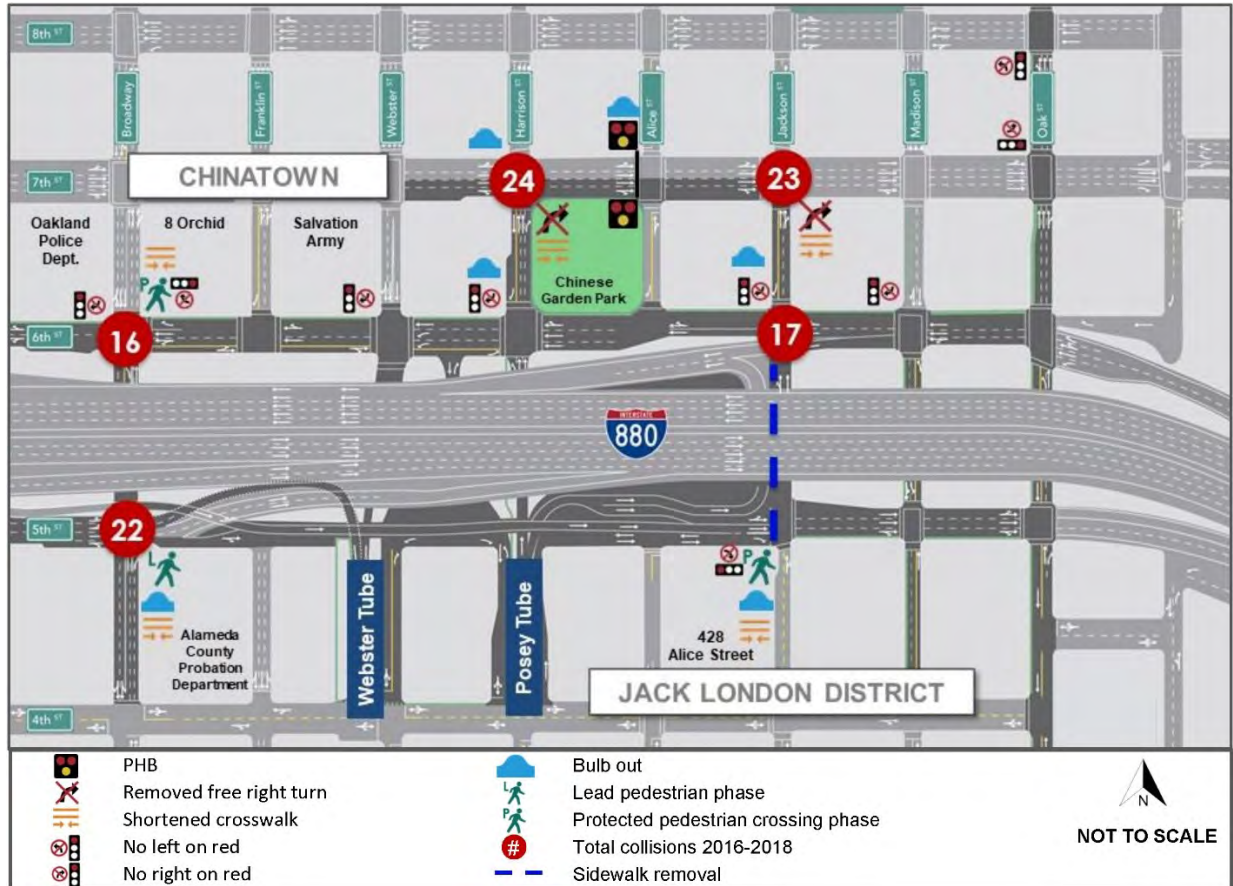 8th ST
Broadway
Franklin ST
Webster ST
Harrison ST
Alice ST
Jackson ST
Madison ST
Oak ST
CHINATOWN
7th ST
24
23
Oakland
Police
Dept.
8 Orchid
Salvation
Army
Chinese
Garden Park
P
6th ST
16
17
INTERSTATE
880
5th ST
22
L
P
Webster Tube
Posey Tube
Alameda
County
Probation
Department
428
Alice Street
JACK LONDON DISTRICT
4th ST
PHB
Removed free right turn
Shortened crosswalk
No left on red
No right on red
Bulb out
L Lead pedestrian phase
P Protected pedestrian crossing phase
# Total collisions 2016-2018
Sidewalk removal
N
NOT TO SCALE